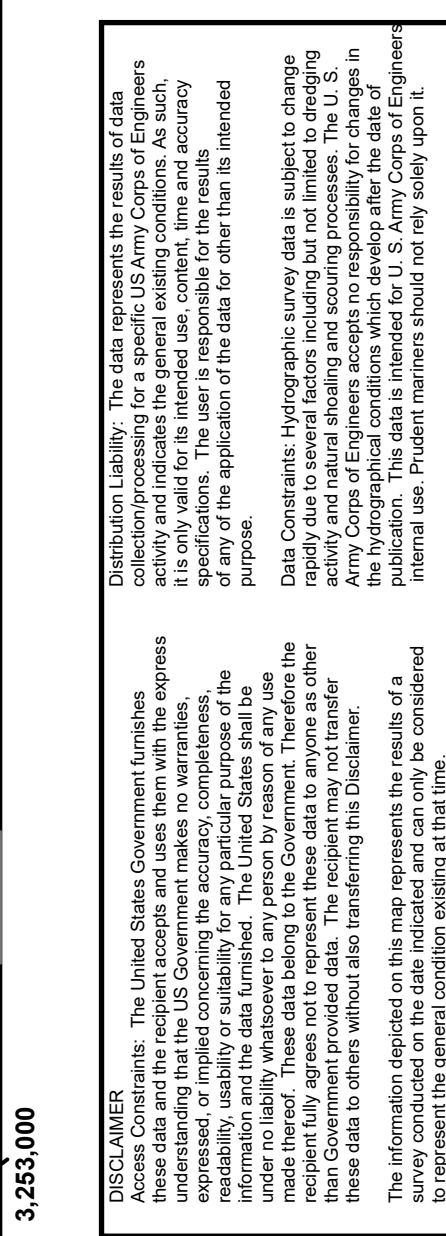 3,253,000
DISCLAIMER
Access Constraints: The United States Government furnishes
these data and the recipient accepts and uses them with the express
understanding that the US Government makes no warranties,
expressed, or implied concerning the accuracy, completeness,
readability, usability or suitability for any particular purpose of the
information and the data furnished. The United States shall be
under no liability whatsoever to any person by reason of any use
made thereof. These data belong to the Government. Therefore the
recipient fully agrees not to represent these data to anyone as other
than Government provided data. The recipient may not transfer
these data to others without also transferring this Disclaimer.
The information depicted on this map represents the results of a
survey conducted on the date indicated and can only be considered
to represent the general condition existing at that time.
Distribution Liability: The data represents the results of data
collection/processing for a specific US Army Corps of Engineers
activity and indicates the general existing conditions. As such,
it is only valid for its intended use, content, time and accuracy
specifications. The user is responsible for the results
of any of the application of the data for other than its intended
purpose.
Data Constraints: Hydrographic survey data is subject to change
rapidly due to several factors including but not limited to dredging
activity and natural shoaling and scouring processes. The U. S.
Army Corps of Engineers accepts no responsibility for changes in
the hydrographical conditions which develop after the date of
publication. This data is intended for U. S. Army Corps of Engineers
internal use. Prudent mariners should not rely solely upon it.